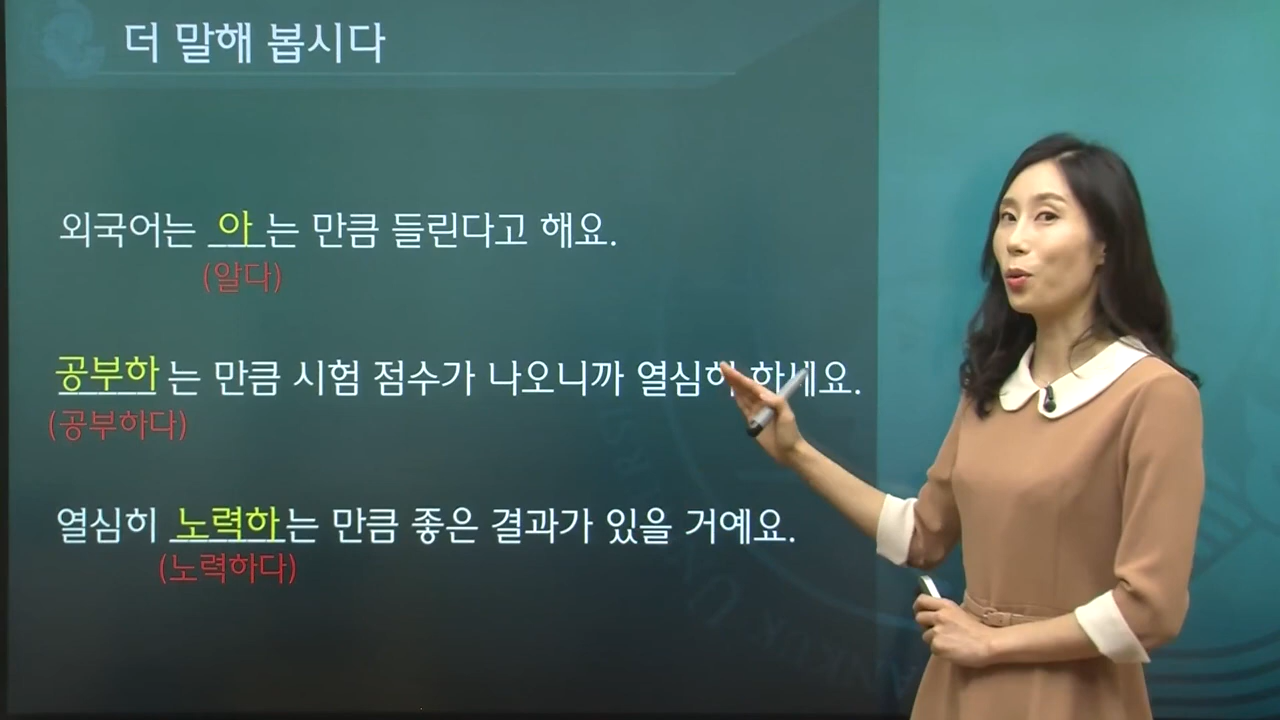 더 말해 봅시다
외국어는 아는 만큼 들린다고 해요.
(알다)
공부하는 만큼 시험 점수가 나오니까 열심히 하세요.
(공부하다)
열심히 노력하는 만큼 좋은 결과가 있을 거예요.
(노력하다)